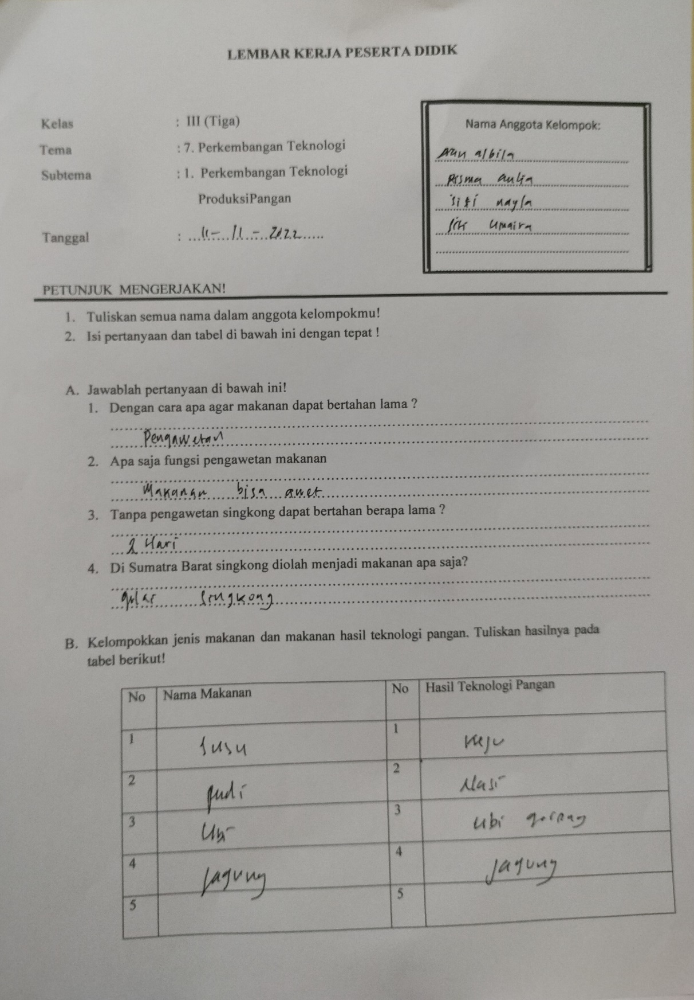 LEMBAR KERJA PESERTA DIDIK
Kelas : III (Tiga)
Tema : 7. Perkembangan Teknologi
Subtema : 1. Perkembangan Teknologi
ProduksiPangan
Tanggal : 11 - 11 - 2022
Nama Anggota Kelompok:
albila
Risma aulia
siti nayla
siti Umaira
PETUNJUK MENGERJAKAN!
1. Tuliskan semua nama dalam anggota kelompokmu!
2. Isi pertanyaan dan tabel di bawah ini dengan tepat !
A. Jawablah pertanyaan di bawah ini!
1. Dengan cara apa agar makanan dapat bertahan lama ?
Pengawetan
2. Apa saja fungsi pengawetan makanan
Makanan bisa awet
3. Tanpa pengawetan singkong dapat bertahan berapa lama ?
2 Hari
4. Di Sumatra Barat singkong diolah menjadi makanan apa saja?
gular Singkong
B. Kelompokkan jenis makanan dan makanan hasil teknologi pangan. Tuliskan hasilnya pada
tabel berikut!
No Nama Makanan No Hasil Teknologi Pangan
1 Susu 1 keju
2 padi 2 Nasi
3 Ubi 3 ubi goreng
4 Jagung 4 Jagung
5 5